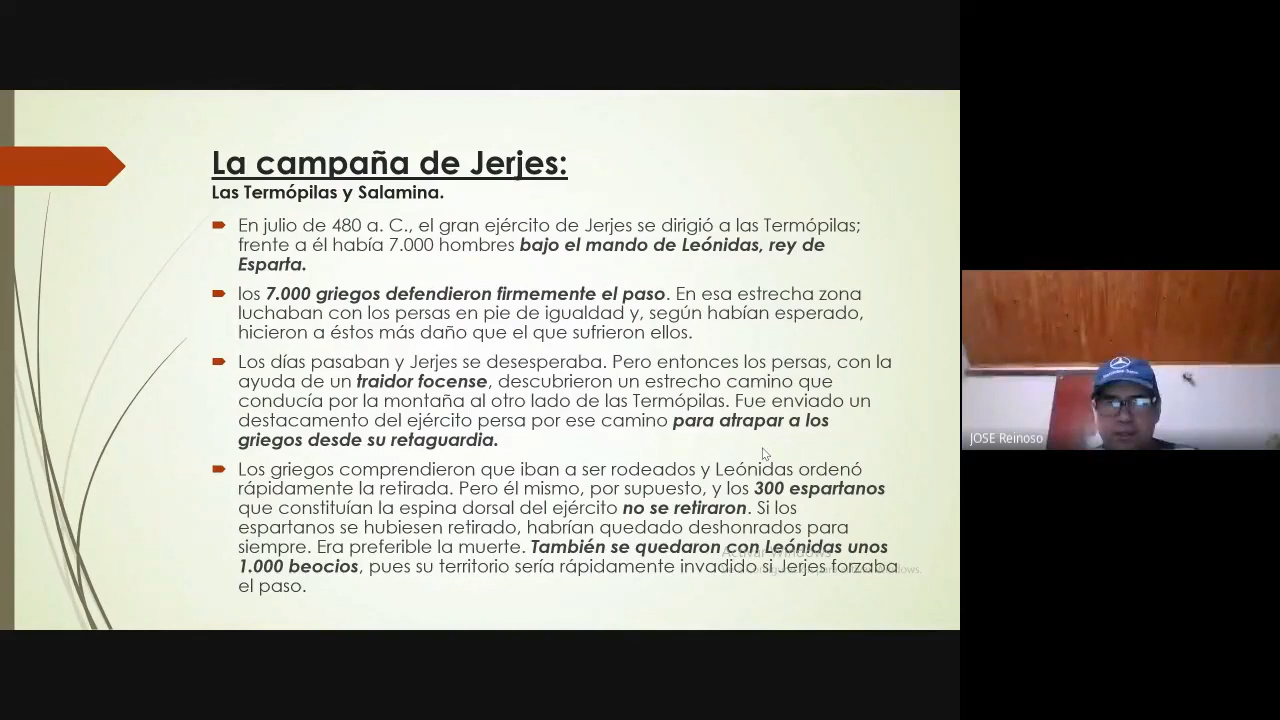 La campaña de Jerjes:
Las Termópilas y Salamina.
En julio de 480 a. C., el gran ejército de Jerjes se dirigió a las Termópilas;
frente a él había 7.000 hombres bajo el mando de Leónidas, rey de
Esparta.
los 7.000 griegos defendieron firmemente el paso. En esa estrecha zona
luchaban con los persas en pie de igualdad y, según habían esperado,
hicieron a éstos más daño que el que sufrieron ellos.
Los días pasaban y Jerjes se desesperaba. Pero entonces los persas, con la
ayuda de un traidor focense, descubrieron un estrecho camino que
conducía por la montaña al otro lado de las Termópilas. Fue enviado un
destacamento del ejército persa por ese camino para atrapar a los
griegos desde su retaguardia.
Los griegos comprendieron que iban a ser rodeados y Leónidas ordenó
rápidamente la retirada. Pero él mismo, por supuesto, y los 300 espartanos
que constituían la espina dorsal del ejército no se retiraron. Si los
espartanos se hubiesen retirado, habrían quedado deshonrados para
siempre. Era preferible la muerte. También se quedaron con Leónidas unos
1.000 beocios, pues su territorio sería rápidamente invadido si Jerjes forzaba
el paso.
Activar Windows
JOSE Reinoso